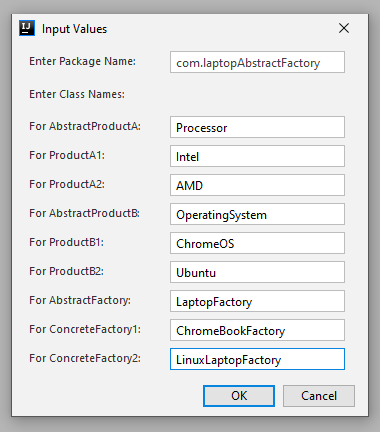 IJ Input Values
Enter Package Name: com.laptopAbstractFactory
Enter Class Names:
For AbstractProductA: Processor
For ProductA1: Intel
For ProductA2: AMD
For AbstractProductB: OperatingSystem
For ProductB1: ChromeOS
For ProductB2: Ubuntu
For AbstractFactory: LaptopFactory
For ConcreteFactory1: ChromeBookFactory
For ConcreteFactory2: LinuxLaptopFactory
OK Cancel